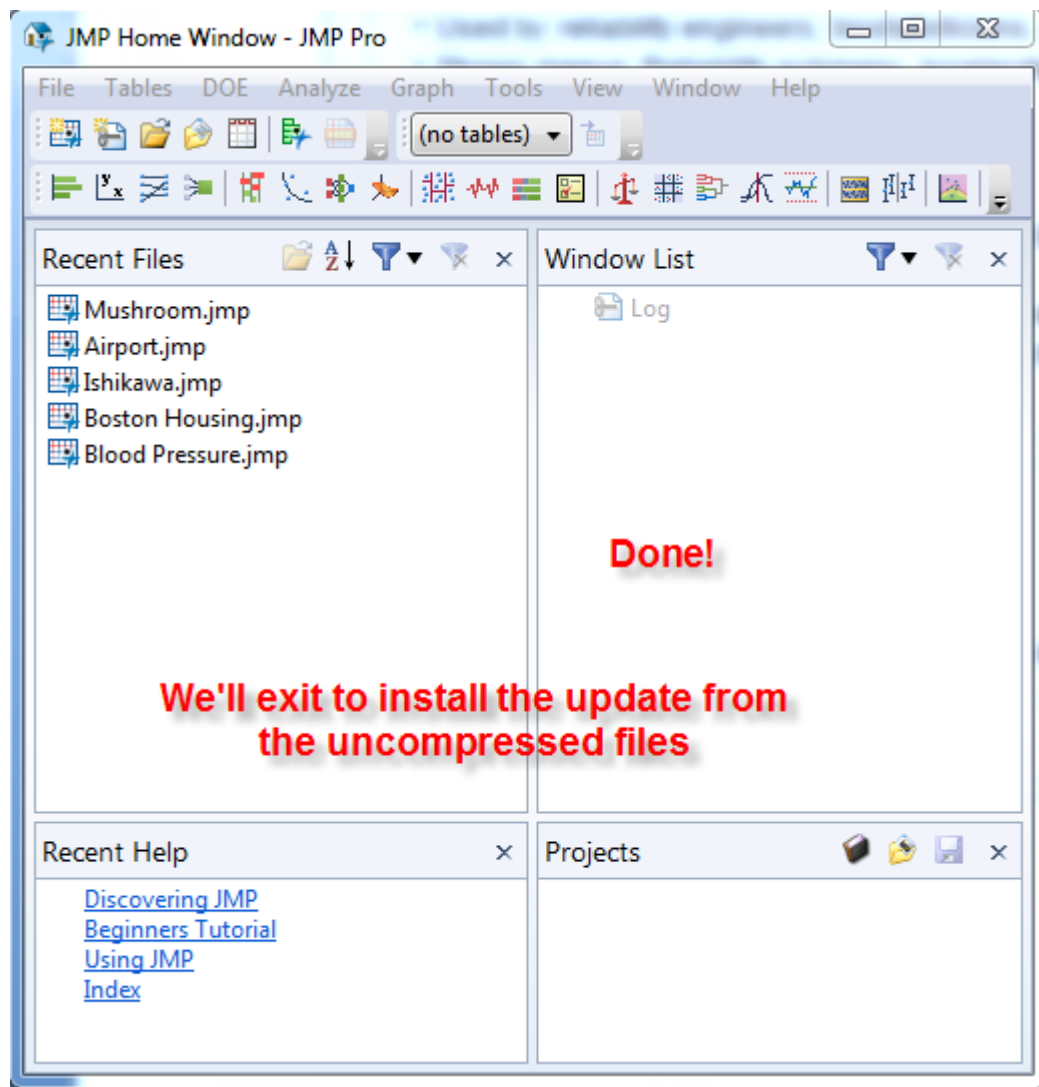 JMP Home Window - JMP Pro
File Tables DOE Analyze Graph Tools View Window Help
(no tables)
Recent Files
Mushroom.jmp
Airport.jmp
Ishikawa.jmp
Boston Housing.jmp
Blood Pressure.jmp
Window List
Log
Done!
We'll exit to install the update from
the uncompressed files
Recent Help
Discovering JMP
Beginners Tutorial
Using JMP
Index
Projects